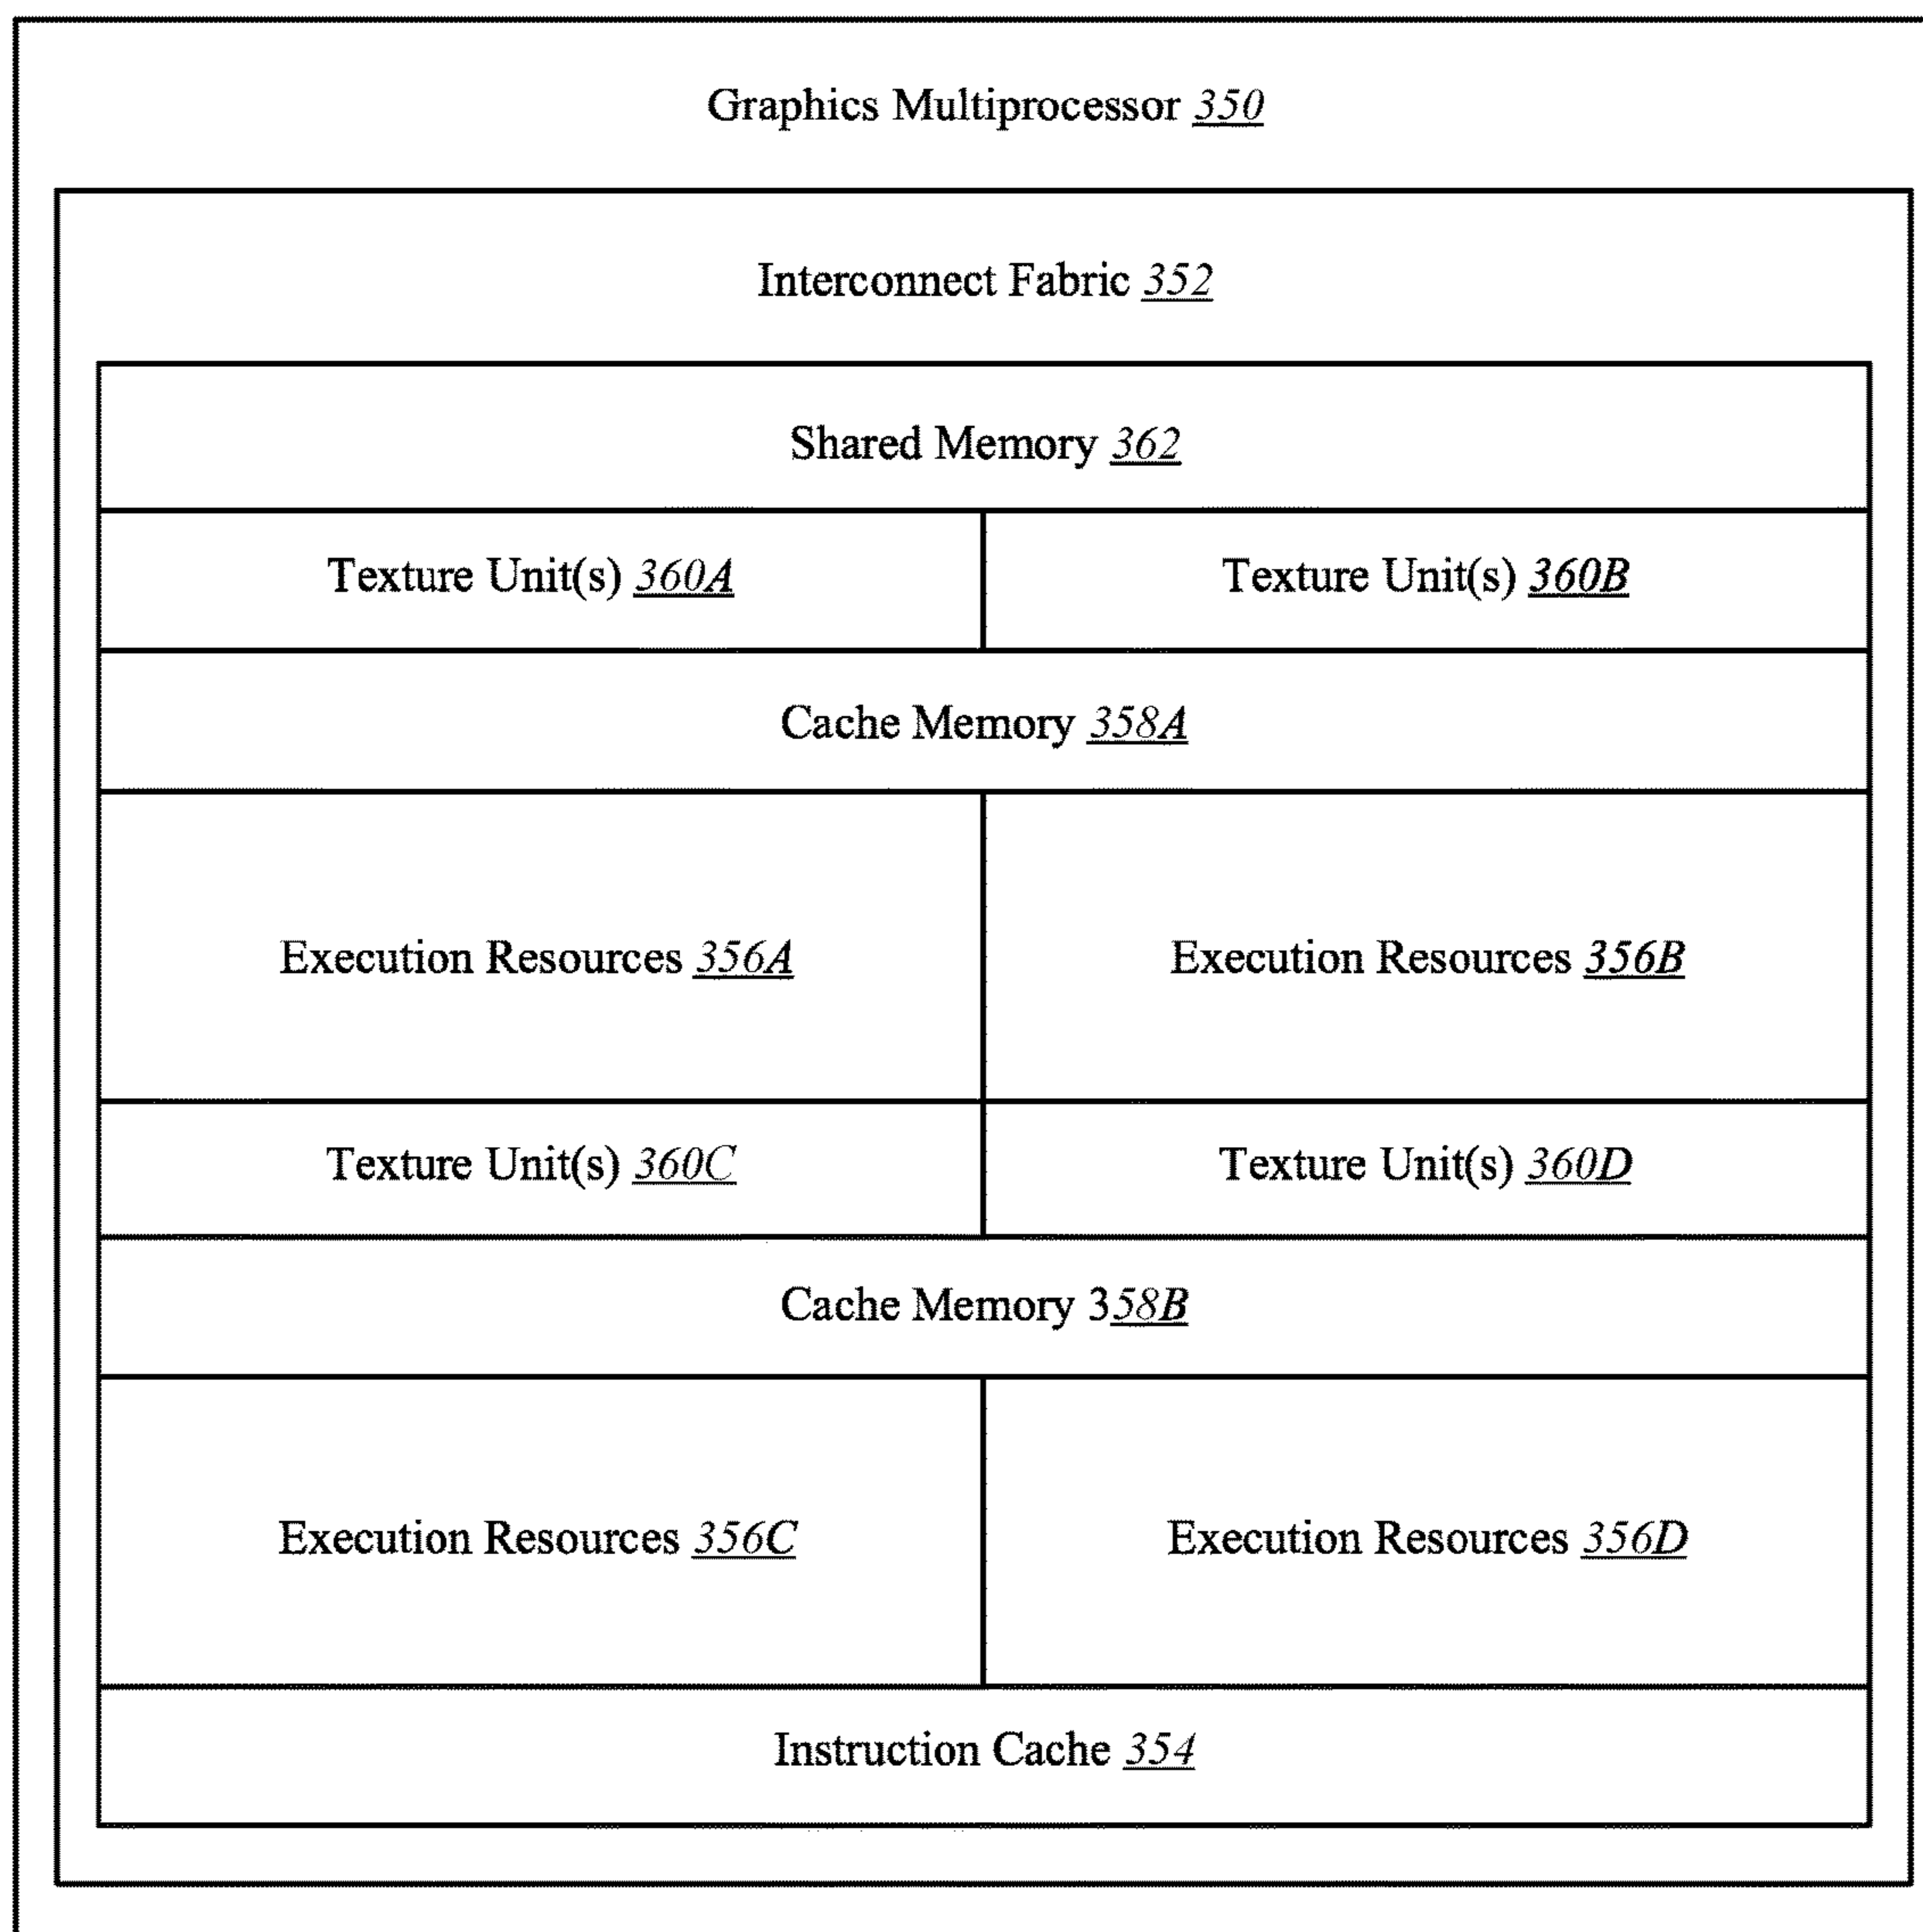 Graphics Multiprocessor 350
Interconnect Fabric 352
Shared Memory 362
Texture Unit(s) 360A
Texture Unit(s) 360B
Cache Memory 358A
Execution Resources 356A
Execution Resources 356B
Texture Unit(s) 360C
Texture Unit(s) 360D
Cache Memory 358B
Execution Resources 356C
Execution Resources 356D
Instruction Cache 354